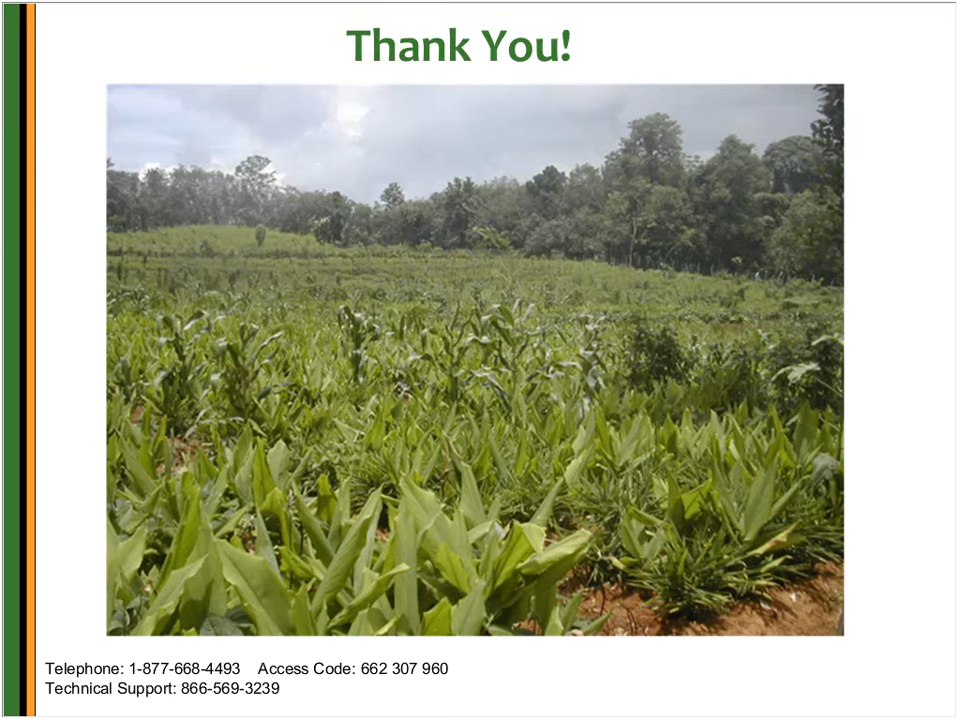 Thank You!
Telephone: 1-877-668-4493 Access Code: 662 307 960
Technical Support: 866-569-3239